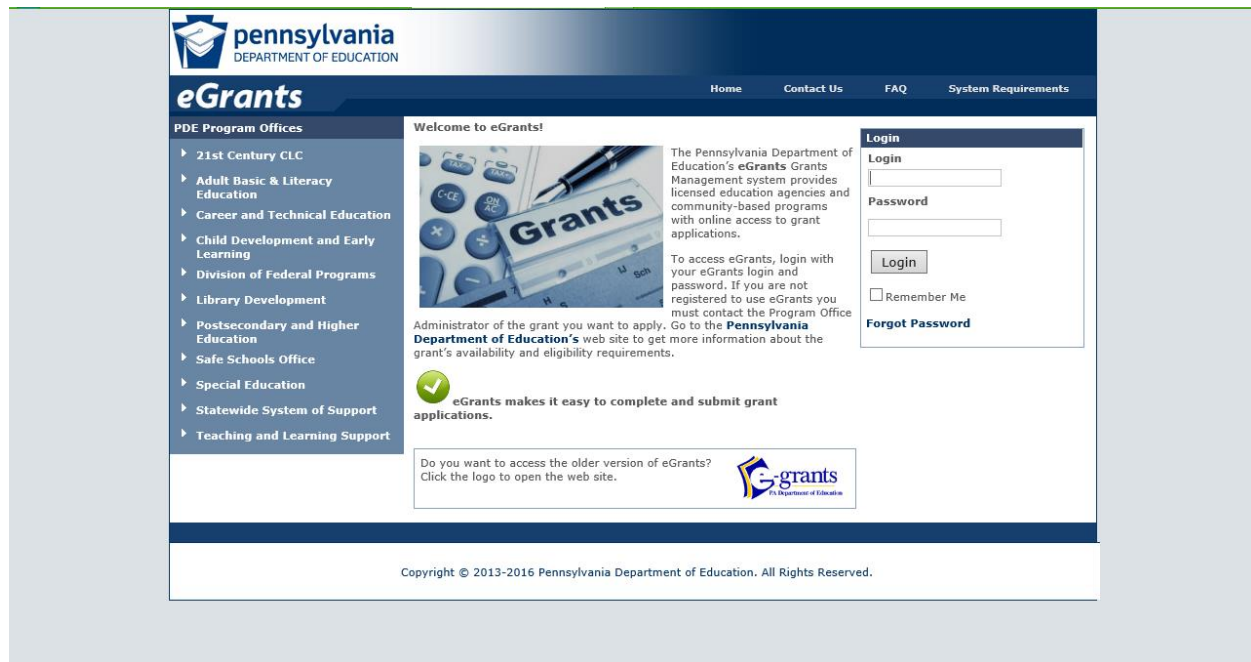 pennsylvania
DEPARTMENT OF EDUCATION
eGrants
Home Contact Us FAQ System Requirements
PDE Program Offices
21st Century CLC
Adult Basic & Literacy
Education
Career and Technical Education
Child Development and Early
Learning
Division of Federal Programs
Library Development
Postsecondary and Higher
Education
Safe Schools Office
Special Education
Statewide System of Support
Teaching and Learning Support
Welcome to eGrants!
TAX-
TAX+
C-CE
ON
AC
Grants
H
IJ
Sch
N
S
The Pennsylvania Department of
Education's eGrants Grants
Management system provides
licensed education agencies and
community-based programs
with online access to grant
applications.
To access eGrants, login with
your eGrants login and
password. If you are not
registered to use eGrants you
must contact the Program Office
Administrator of the grant you want to apply. Go to the Pennsylvania
Department of Education's web site to get more information about the
grant's availability and eligibility requirements.
eGrants makes it easy to complete and submit grant
applications.
Do you want to access the older version of eGrants?
Click the logo to open the web site.
e-grants
PA Department of Education
Login
Login
Password
Login
Remember Me
Forgot Password
Copyright © 2013-2016 Pennsylvania Department of Education. All Rights Reserved.